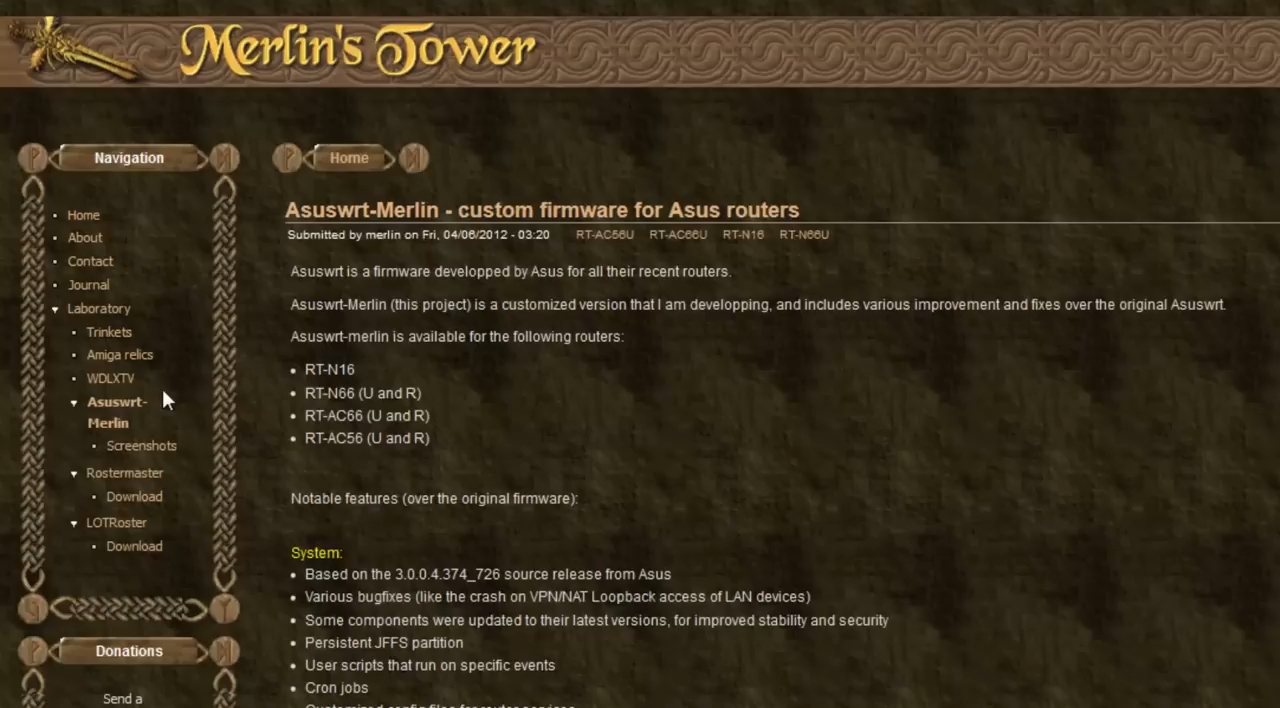 Merlin's Tower
Navigation
Home
About
Contact
Journal
Laboratory
Trinkets
Amiga relics
WDLXTV
Asuswrt-
Merlin
Screenshots
Rostermaster
Download
LOTRoster
Download
Donations
Send a
Home
Asuswrt-Merlin - custom firmware for Asus routers
Submitted by merlin on Fri, 04/06/2012 - 03:20 RT-AC56U RT-AC66U RT-N16 RT-N66U
Asuswrt is a firmware developped by Asus for all their recent routers.
Asuswrt-Merlin (this project) is a customized version that I am developping, and includes various improvement and fixes over the original Asuswrt.
Asuswrt-merlin is available for the following routers:
RT-N16
RT-N66 (U and R)
RT-AC66 (U and R)
RT-AC56 (U and R)
Notable features (over the original firmware):
System:
Based on the 3.0.0.4.374_726 source release from Asus
Various bugfixes (like the crash on VPN/NAT Loopback access of LAN devices)
Some components were updated to their latest versions, for improved stability and security
Persistent JFFS partition
User scripts that run on specific events
Cron jobs
Customized config files for router services